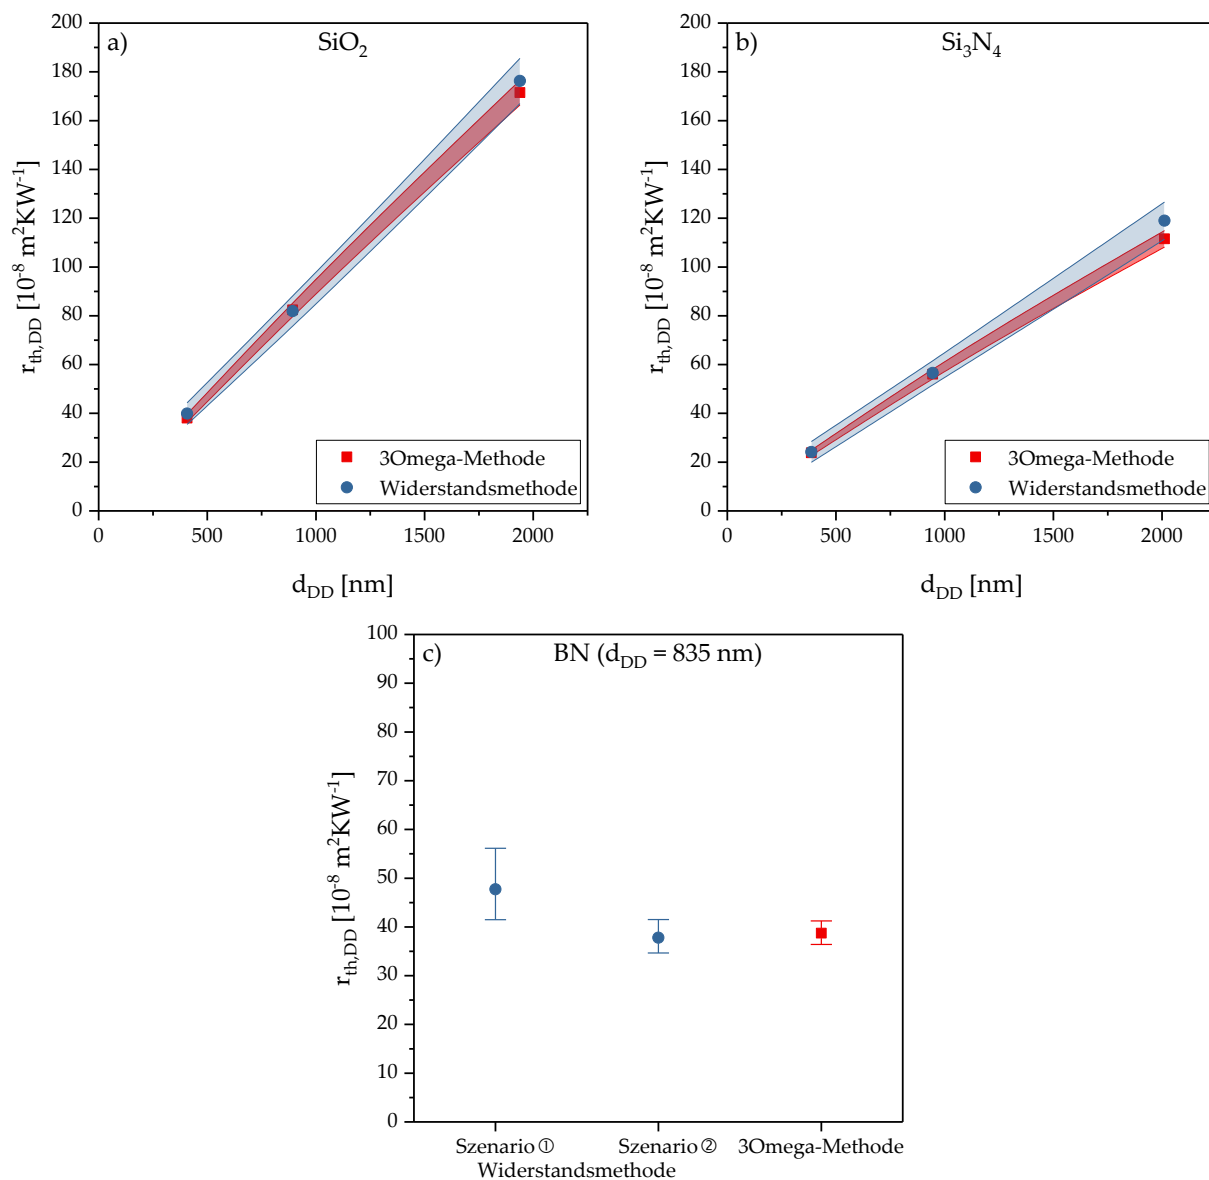 a) SiO₂
200
180
160
140
120
100
80
60
40
20
0
r_th,DD [10⁻⁸ m²KW⁻¹]
3Omega-Methode
Widerstandsmethode
0 500 1000 1500 2000
d_DD [nm]
b) Si₃N₄
200
180
160
140
120
100
80
60
40
20
0
r_th,DD [10⁻⁸ m²KW⁻¹]
3Omega-Methode
Widerstandsmethode
0 500 1000 1500 2000
d_DD [nm]
c) BN (d_DD = 835 nm)
100
90
80
70
60
50
40
30
20
10
0
r_th,DD [10⁻⁸ m²KW⁻¹]
Szenario ① Szenario ② 3Omega-Methode
Widerstandsmethode